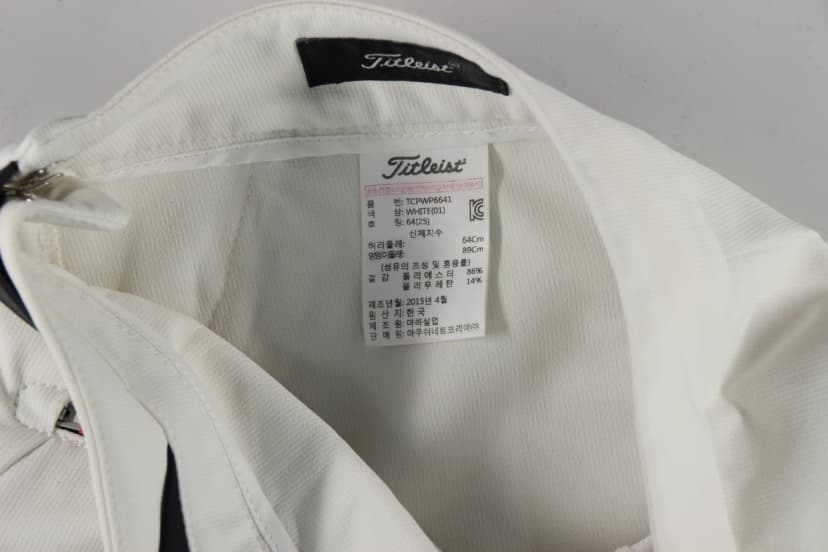 Titleist
Titleist
품 번: TCPWP6641
색 상: WHITE(01)
호 칭: 64(25)
신체치수
허리둘레: 64Cm
엉덩이둘레: 89Cm
(섬유의 조성 및 혼용률)
겉 감 폴리에스터 86%
폴리우레탄 14%
제조년월: 2015년 4월
원 산 지: 한 국
제 조 원: 마하실업
판 매 원: 아쿠쉬네트코리아㈜